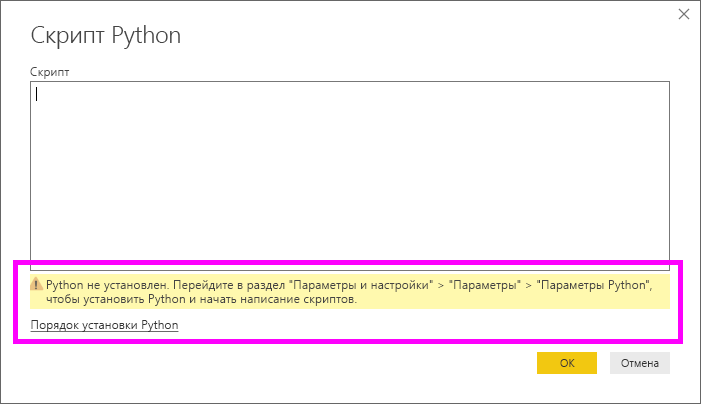 Скрипт Python
Скрипт
Python не установлен. Перейдите в раздел "Параметры и настройки" > "Параметры" > "Параметры Python",
чтобы установить Python и начать написание скриптов.
Порядок установки Python
ОК
Отмена